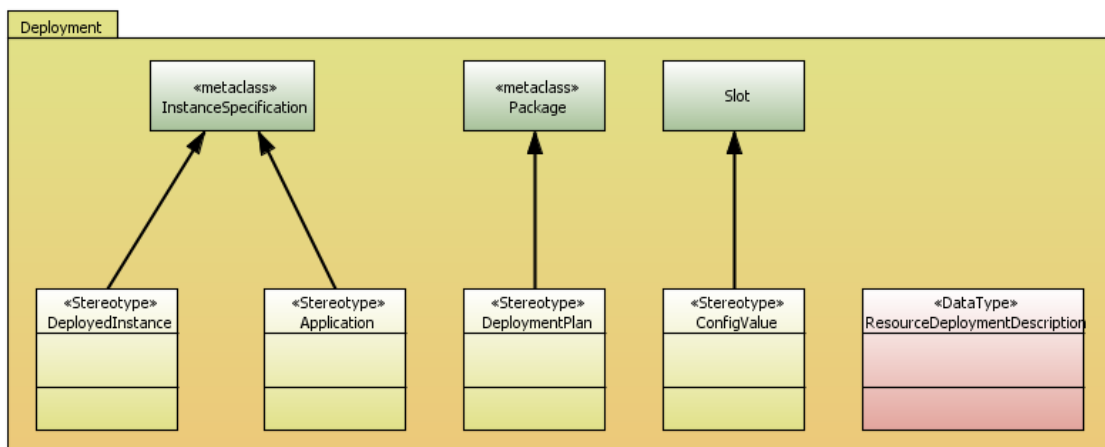 Deployment
«metaclass»
InstanceSpecification
«metaclass»
Package
Slot
«Stereotype»
DeployedInstance
«Stereotype»
Application
«Stereotype»
DeploymentPlan
«Stereotype»
ConfigValue
«DataType»
ResourceDeploymentDescription